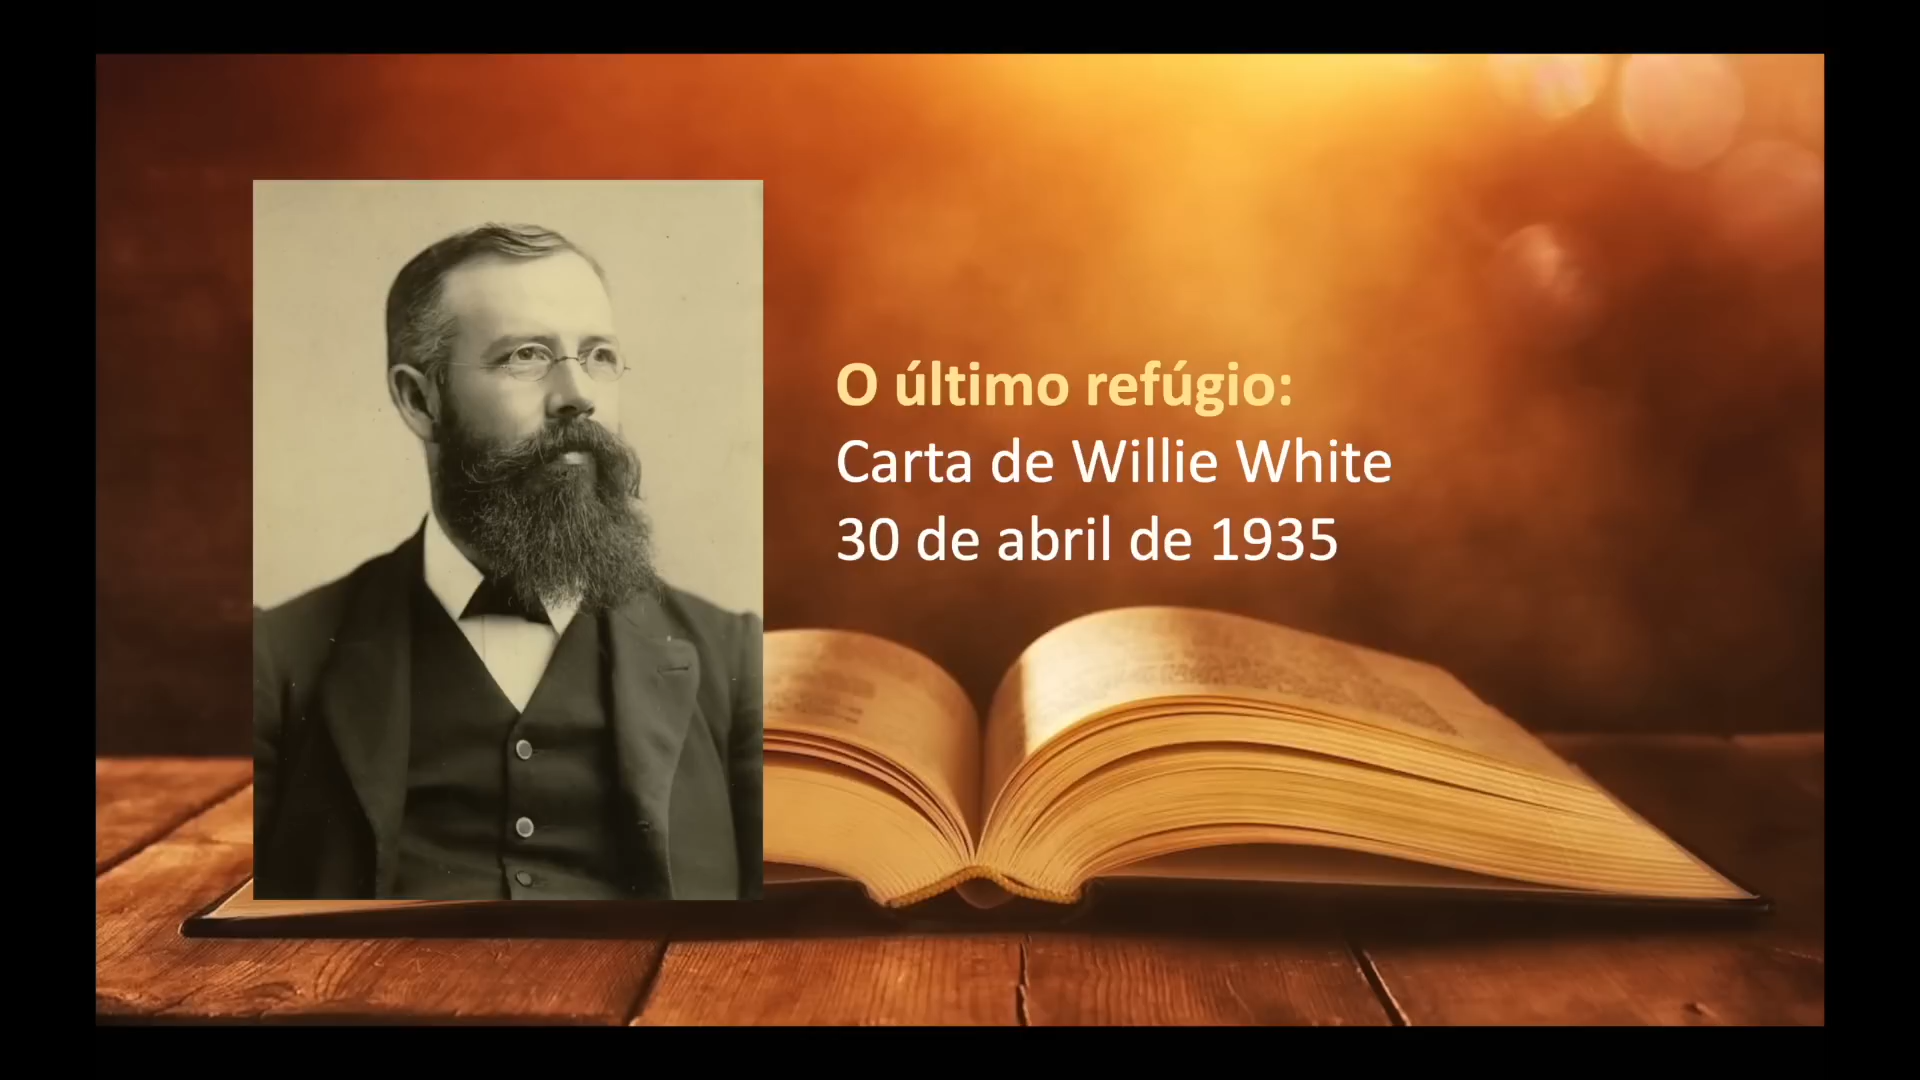 O último refúgio:
Carta de Willie White
30 de abril de 1935